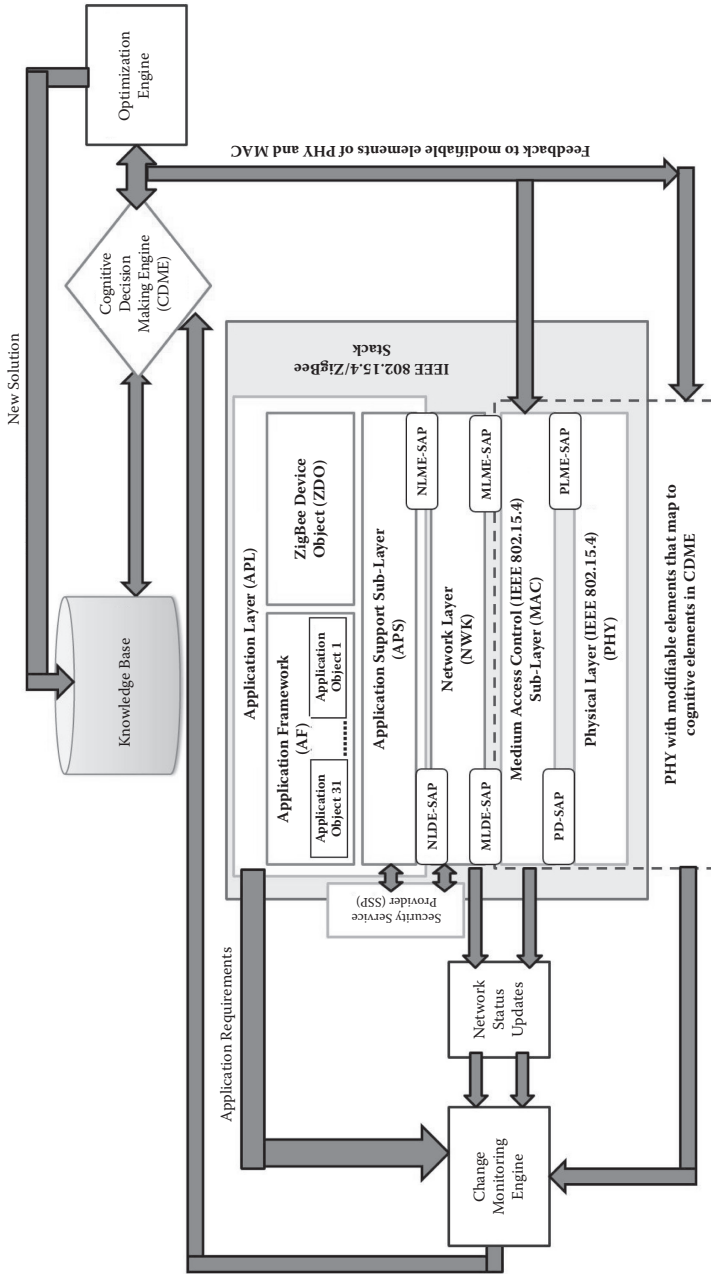 New Solution
Knowledge Base
Cognitive
Decision
Making Engine
(CDME)
Optimization
Engine
Application Requirements
Change
Monitoring
Engine
Network
Status
Updates
Security Service
Provider (SSP)
IEEE 802.15.4/ZigBee
Stack
Application Layer (APL)
Application Framework
(AF)
Application
Object 31
Application
Object 1
ZigBee Device
Object (ZDO)
Application Support Sub-Layer
(APS)
NLDE-SAP
NLME-SAP
Network Layer
(NWK)
MLDE-SAP
MLME-SAP
Medium Access Control (IEEE 802.15.4)
Sub-Layer (MAC)
PD-SAP
PLME-SAP
Physical Layer (IEEE 802.15.4)
(PHY)
PHY with modifiable elements that map to
cognitive elements in CDME
Feedback to modifiable elements of PHY and MAC